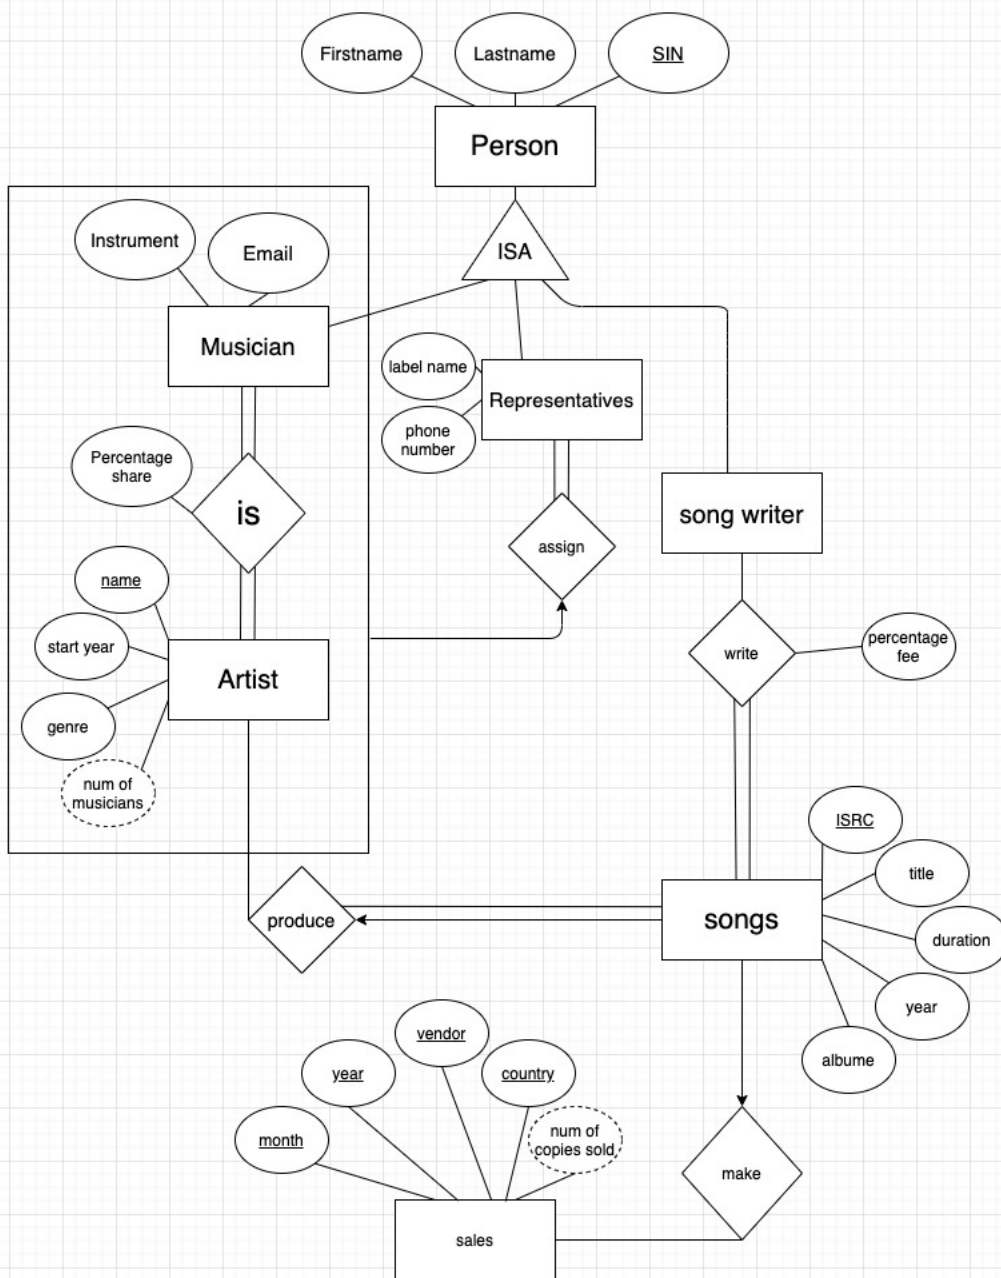 Firstname
Lastname
SIN
Person
ISA
Instrument
Email
Musician
label name
phone
number
Representatives
Percentage
share
is
assign
song writer
name
start year
genre
num of
musicians
Artist
write
percentage
fee
ISRC
title
duration
year
albume
songs
produce
vendor
year
country
month
num of
copies sold
make
sales